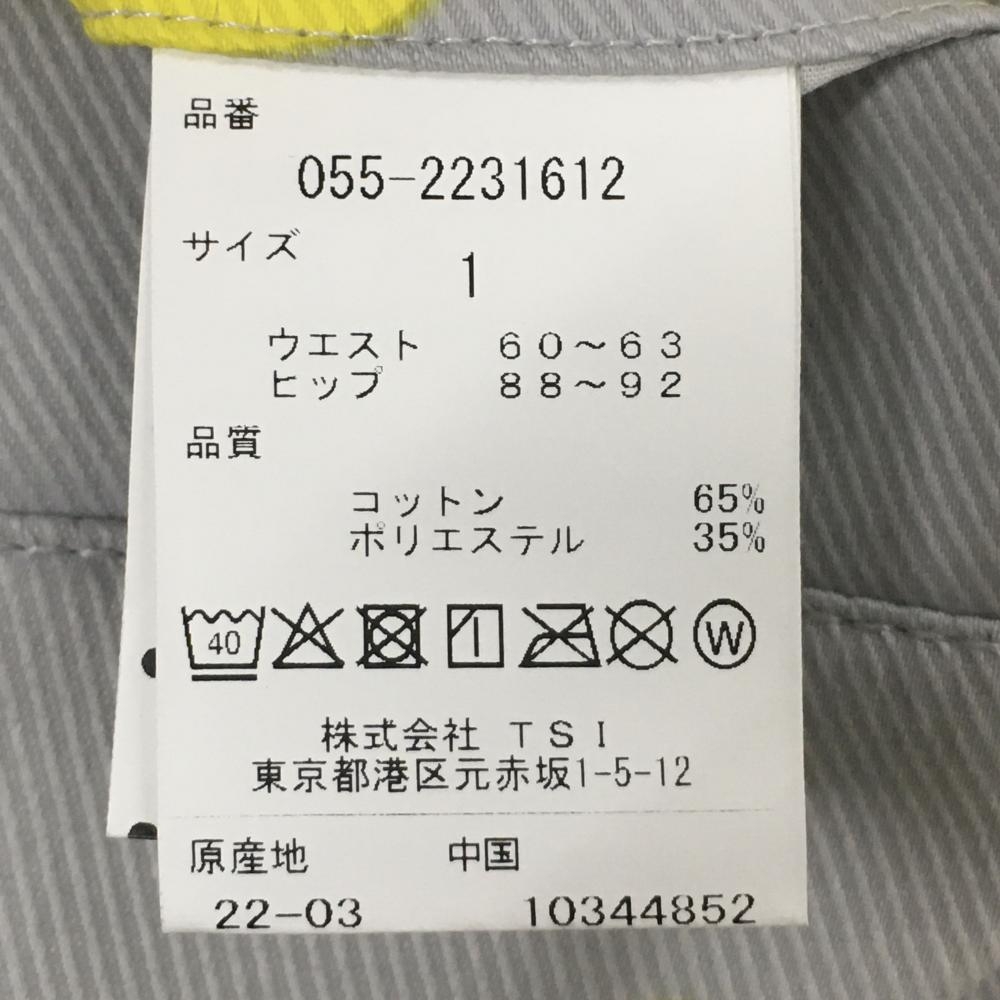 品番
055-2231612
サイズ
1
ウエスト 60～63
ヒップ 88～92
品質
コットン 65%
ポリエステル 35%
40 W
株式会社 TSI
東京都港区元赤坂1-5-12
原産地 中国
22-03 10344852